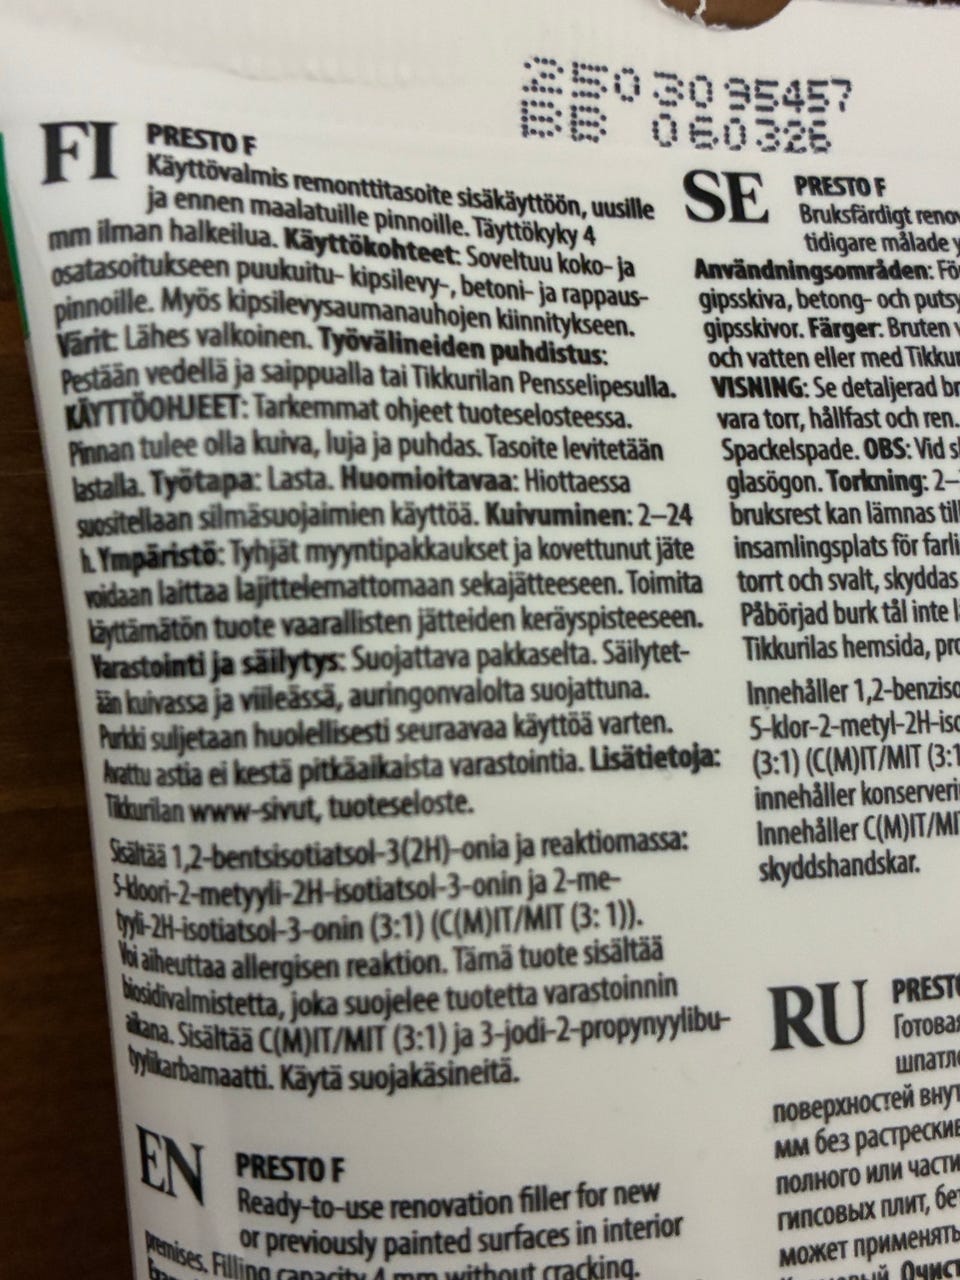 250 30 95457
BB 060326
FI
PRESTO F
Käyttövalmis remonttitasoite sisäkäyttöön, uusille
ja ennen maalatuille pinnoille. Täyttökyky 4
mm ilman halkeilua. Käyttökohteet: Soveltuu koko- ja
osatasoitukseen puukuitu- kipsilevy-, betoni- ja rappaus-
pinnoille. Myös kipsilevysaumanauhojen kiinnitykseen.
Värit: Lähes valkoinen. Työvälineiden puhdistus:
Pestään vedellä ja saippualla tai Tikkurilan Pensselipesulla.
KÄYTTÖOHJEET: Tarkemmat ohjeet tuoteselosteessa.
Pinnan tulee olla kuiva, luja ja puhdas. Tasoite levitetään
lastalla. Työtapa: Lasta. Huomioitavaa: Hiottaessa
suositellaan silmäsuojaimien käyttöä. Kuivuminen: 2–24
h. Ympäristö: Tyhjät myyntipakkaukset ja kovettunut jäte
voidaan laittaa lajittelemattomaan sekajätteeseen. Toimita
käyttämätön tuote vaarallisten jätteiden keräyspisteeseen.
Varastointi ja säilytys: Suojattava pakkaselta. Säilytet-
ään kuivassa ja viileässä, auringonvalolta suojattuna.
Purkki suljetaan huolellisesti seuraavaa käyttöä varten.
Avattu astia ei kestä pitkäaikaista varastointia. Lisätietoja:
Tikkurilan www-sivut, tuoteseloste.
Sisältää 1,2-bentsisotiatsol-3(2H)-onia ja reaktiomassa:
5-kloori-2-metyyli-2H-isotiatsol-3-onin ja 2-me-
tyyli-2H-isotiatsol-3-onin (3:1) (C(M)IT/MIT (3: 1)).
Voi aiheuttaa allergisen reaktion. Tämä tuote sisältää
biosidivalmistetta, joka suojelee tuotetta varastoinnin
aikana. Sisältää C(M)IT/MIT (3:1) ja 3-jodi-2-propynyylibu-
tyylikarbamaatti. Käytä suojakäsineitä.
EN
PRESTO F
Ready-to-use renovation filler for new
or previously painted surfaces in interior
premises. Filling capacity 4 mm without cracking.
SE
PRESTO F
Bruksfärdigt renov
tidigare målade y
Användningsområden: Fö
gipsskiva, betong- och puts
gipsskivor. Färger: Bruten v
och vatten eller med Tikkur
VISNING: Se detaljerad br
vara torr, hållfast och ren.
Spackelspade. OBS: Vid sl
glasögon. Torkning: 2–
bruksrest kan lämnas till
insamlingsplats för farli
torrt och svalt, skyddas
Påbörjad burk tål inte l
Tikkurilas hemsida, pro
Innehåller 1,2-benziso
5-klor-2-metyl-2H-iso
(3:1) (C(M)IT/MIT (3:1
innehåller konserveri
Innehåller C(M)IT/MI
skyddshandskar.
RU
PRESTO
Готовая
шпатле
поверхностей внут
мм без растрескив
полного или части
гипсовых плит, бе
может применять
Очист